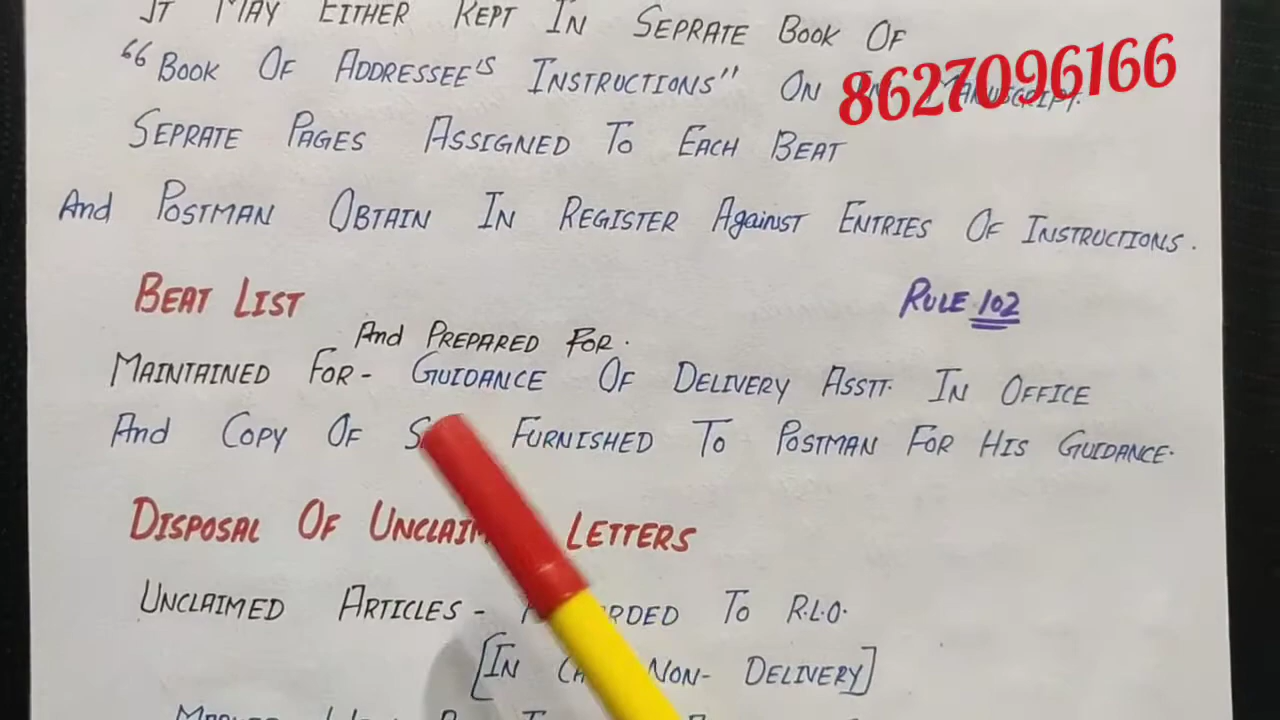 It May Either Kept In Seprate Book Of
"Book Of Addressee's Instructions" On In Manuscript.
8627096166
Seprate Pages Assigned To Each Beat
And Postman Obtain In Register Against Entries Of Instructions.
Beat List
Rule 102
And Prepared For.
Maintained For- Guidance Of Delivery Astt. In Office
And Copy Of Furnished To Postman For His Guidance.
Disposal Of Letters
Unclaimed Articles - To R.L.O.
[In Non-Delivery]